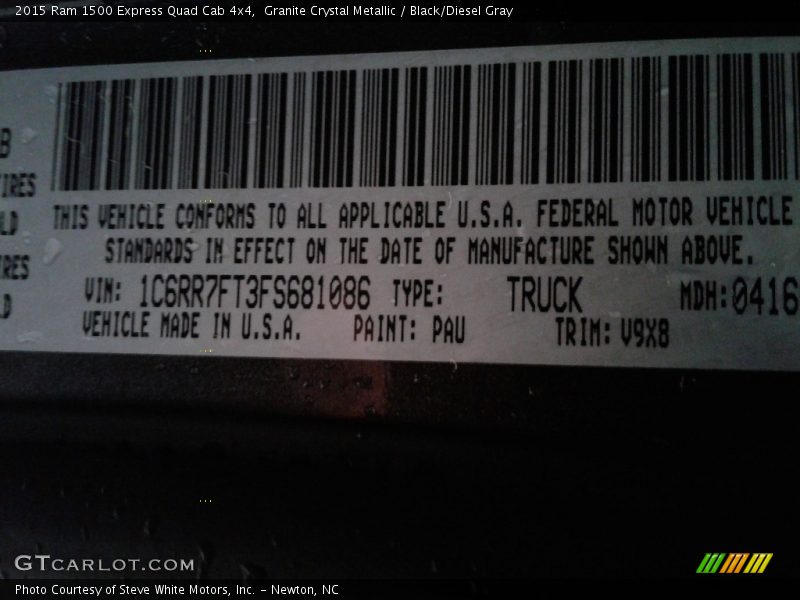 2015 Ram 1500 Express Quad Cab 4x4,  Granite Crystal Metallic / Black/Diesel Gray
THIS VEHICLE CONFORMS TO ALL APPLICABLE U.S.A. FEDERAL MOTOR VEHICLE
STANDARDS IN EFFECT ON THE DATE OF MANUFACTURE SHOWN ABOVE.
VIN: 1C6RR7FT3FS681086 TYPE: TRUCK MDH:0416
VEHICLE MADE IN U.S.A. PAINT: PAU TRIM: V9X8
GTCARLOT.COM
Photo Courtesy of Steve White Motors, Inc. – Newton, NC